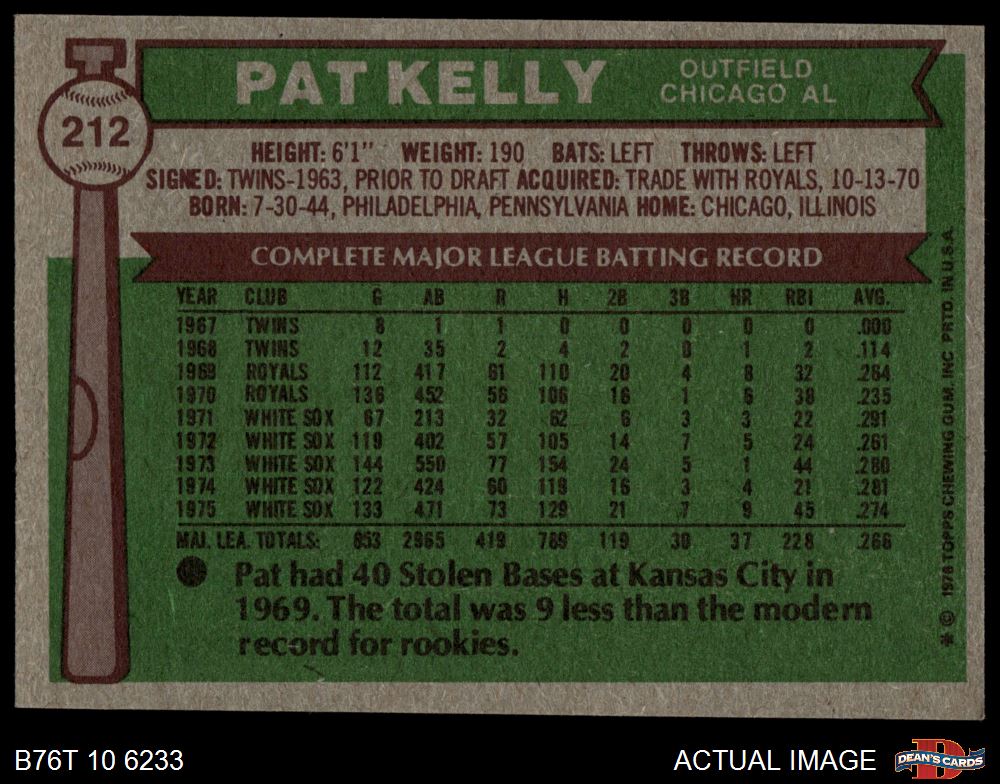 T
PAT KELLY
OUTFIELD
CHICAGO AL
212
HEIGHT: 6'1" WEIGHT: 190 BATS: LEFT THROWS: LEFT
SIGNED: TWINS-1963, PRIOR TO DRAFT ACQUIRED: TRADE WITH ROYALS, 10-13-70
BORN: 7-30-44, PHILADELPHIA, PENNSYLVANIA HOME: CHICAGO, ILLINOIS
COMPLETE MAJOR LEAGUE BATTING RECORD
YEAR CLUB G AB R H 2B 3B HR RBI AVG.
1967 TWINS 8 1 1 0 0 0 0 0 .000
1968 TWINS 12 35 2 4 2 0 1 2 .114
1969 ROYALS 112 417 61 110 20 4 8 32 .264
1970 ROYALS 136 452 56 106 16 1 6 38 .235
1971 WHITE SOX 67 213 32 62 6 3 3 22 .291
1972 WHITE SOX 119 402 57 105 14 7 5 24 .261
1973 WHITE SOX 144 550 77 154 24 5 1 44 .280
1974 WHITE SOX 122 424 60 119 16 3 4 21 .281
1975 WHITE SOX 133 471 73 129 21 7 9 45 .274
MAJ. LEA. TOTALS: 853 2965 419 789 119 30 37 228 .266
Pat had 40 Stolen Bases at Kansas City in
1969. The total was 9 less than the modern
record for rookies.
* © 1976 TOPPS CHEWING GUM, INC PRTD. IN U.S.A.
B76T 10 6233
ACTUAL IMAGE
D
DEAN'S CARDS